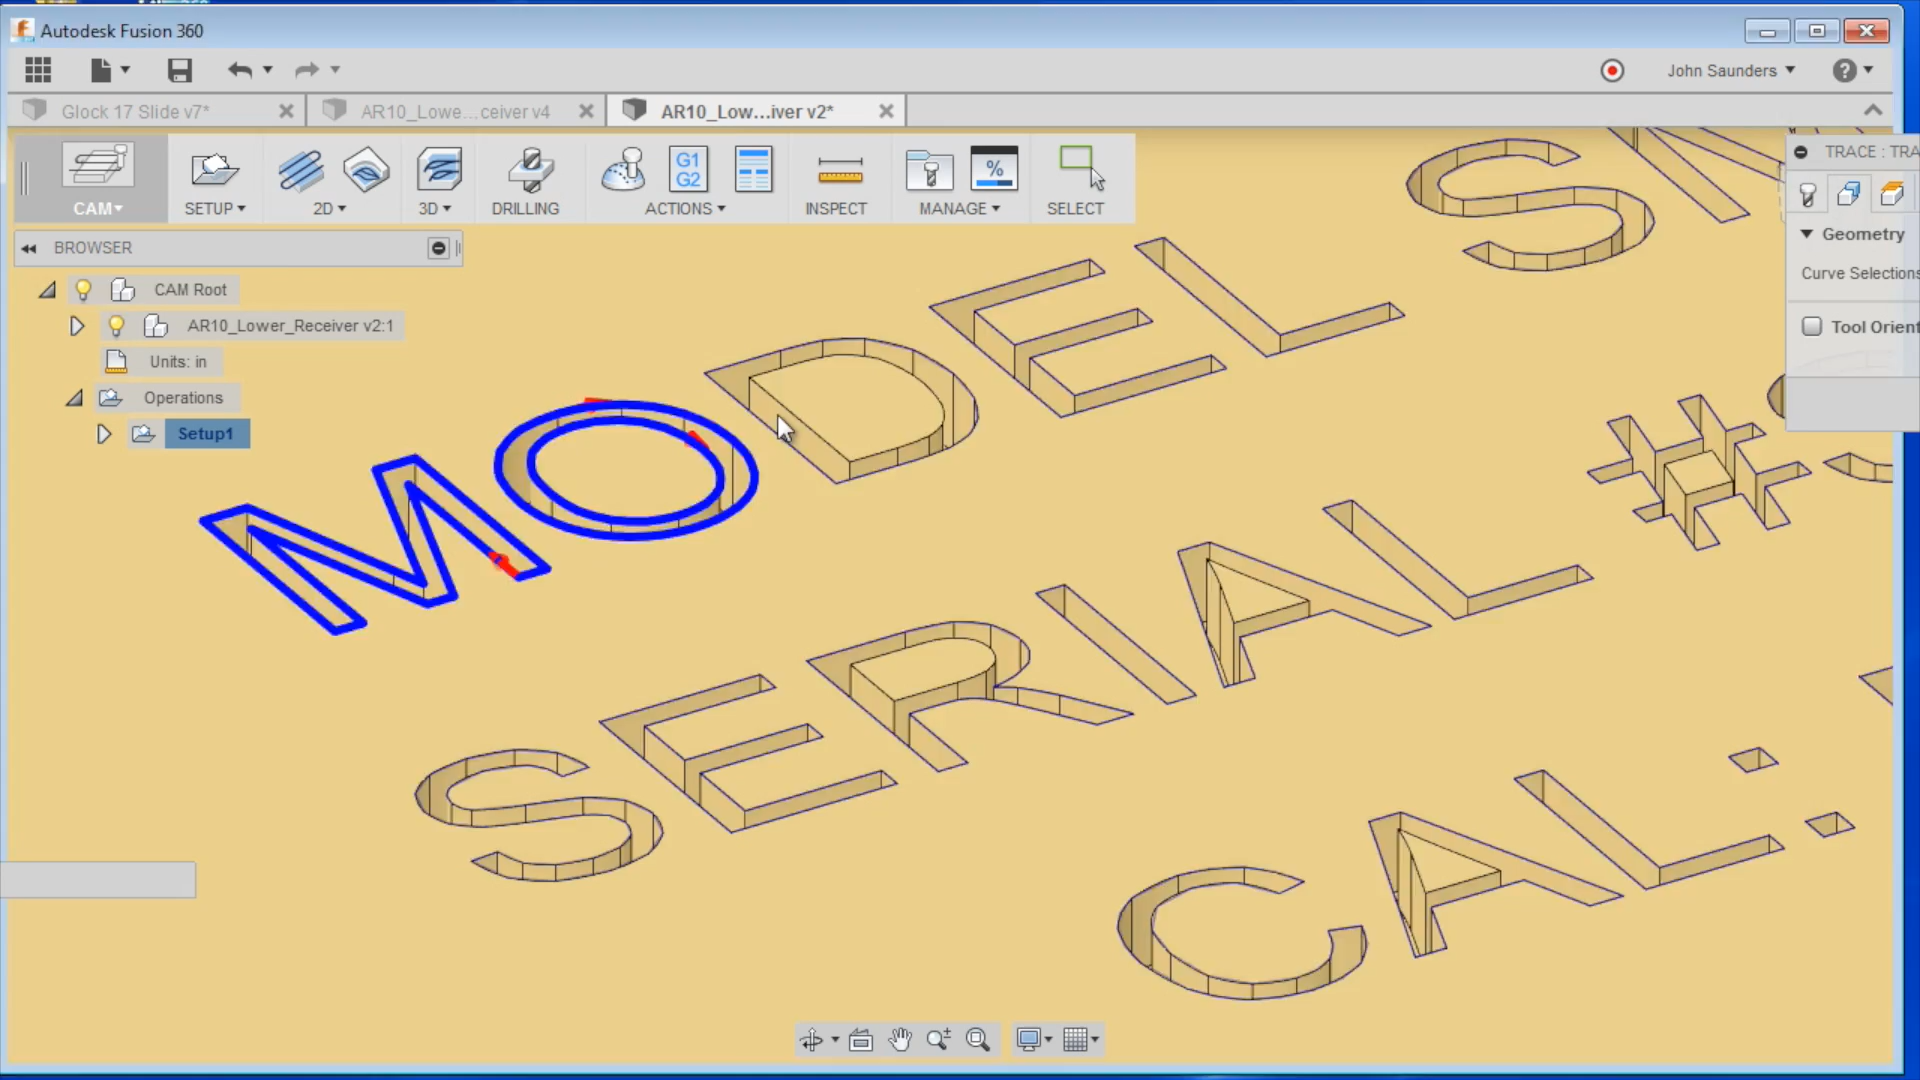 Autodesk Fusion 360
John Saunders
Glock 17 Slide v7*
AR10_Lowe...ceiver v4
AR10_Low...iver v2*
G1
G2
%
CAM
SETUP
2D
3D
DRILLING
ACTIONS
INSPECT
MANAGE
SELECT
TRACE : TRA
BROWSER
Geometry
CAM Root
Curve Selections
AR10_Lower_Receiver v2:1
Tool Orient
Units: in
Operations
Setup1
MODEL
SERIAL #
CAL: